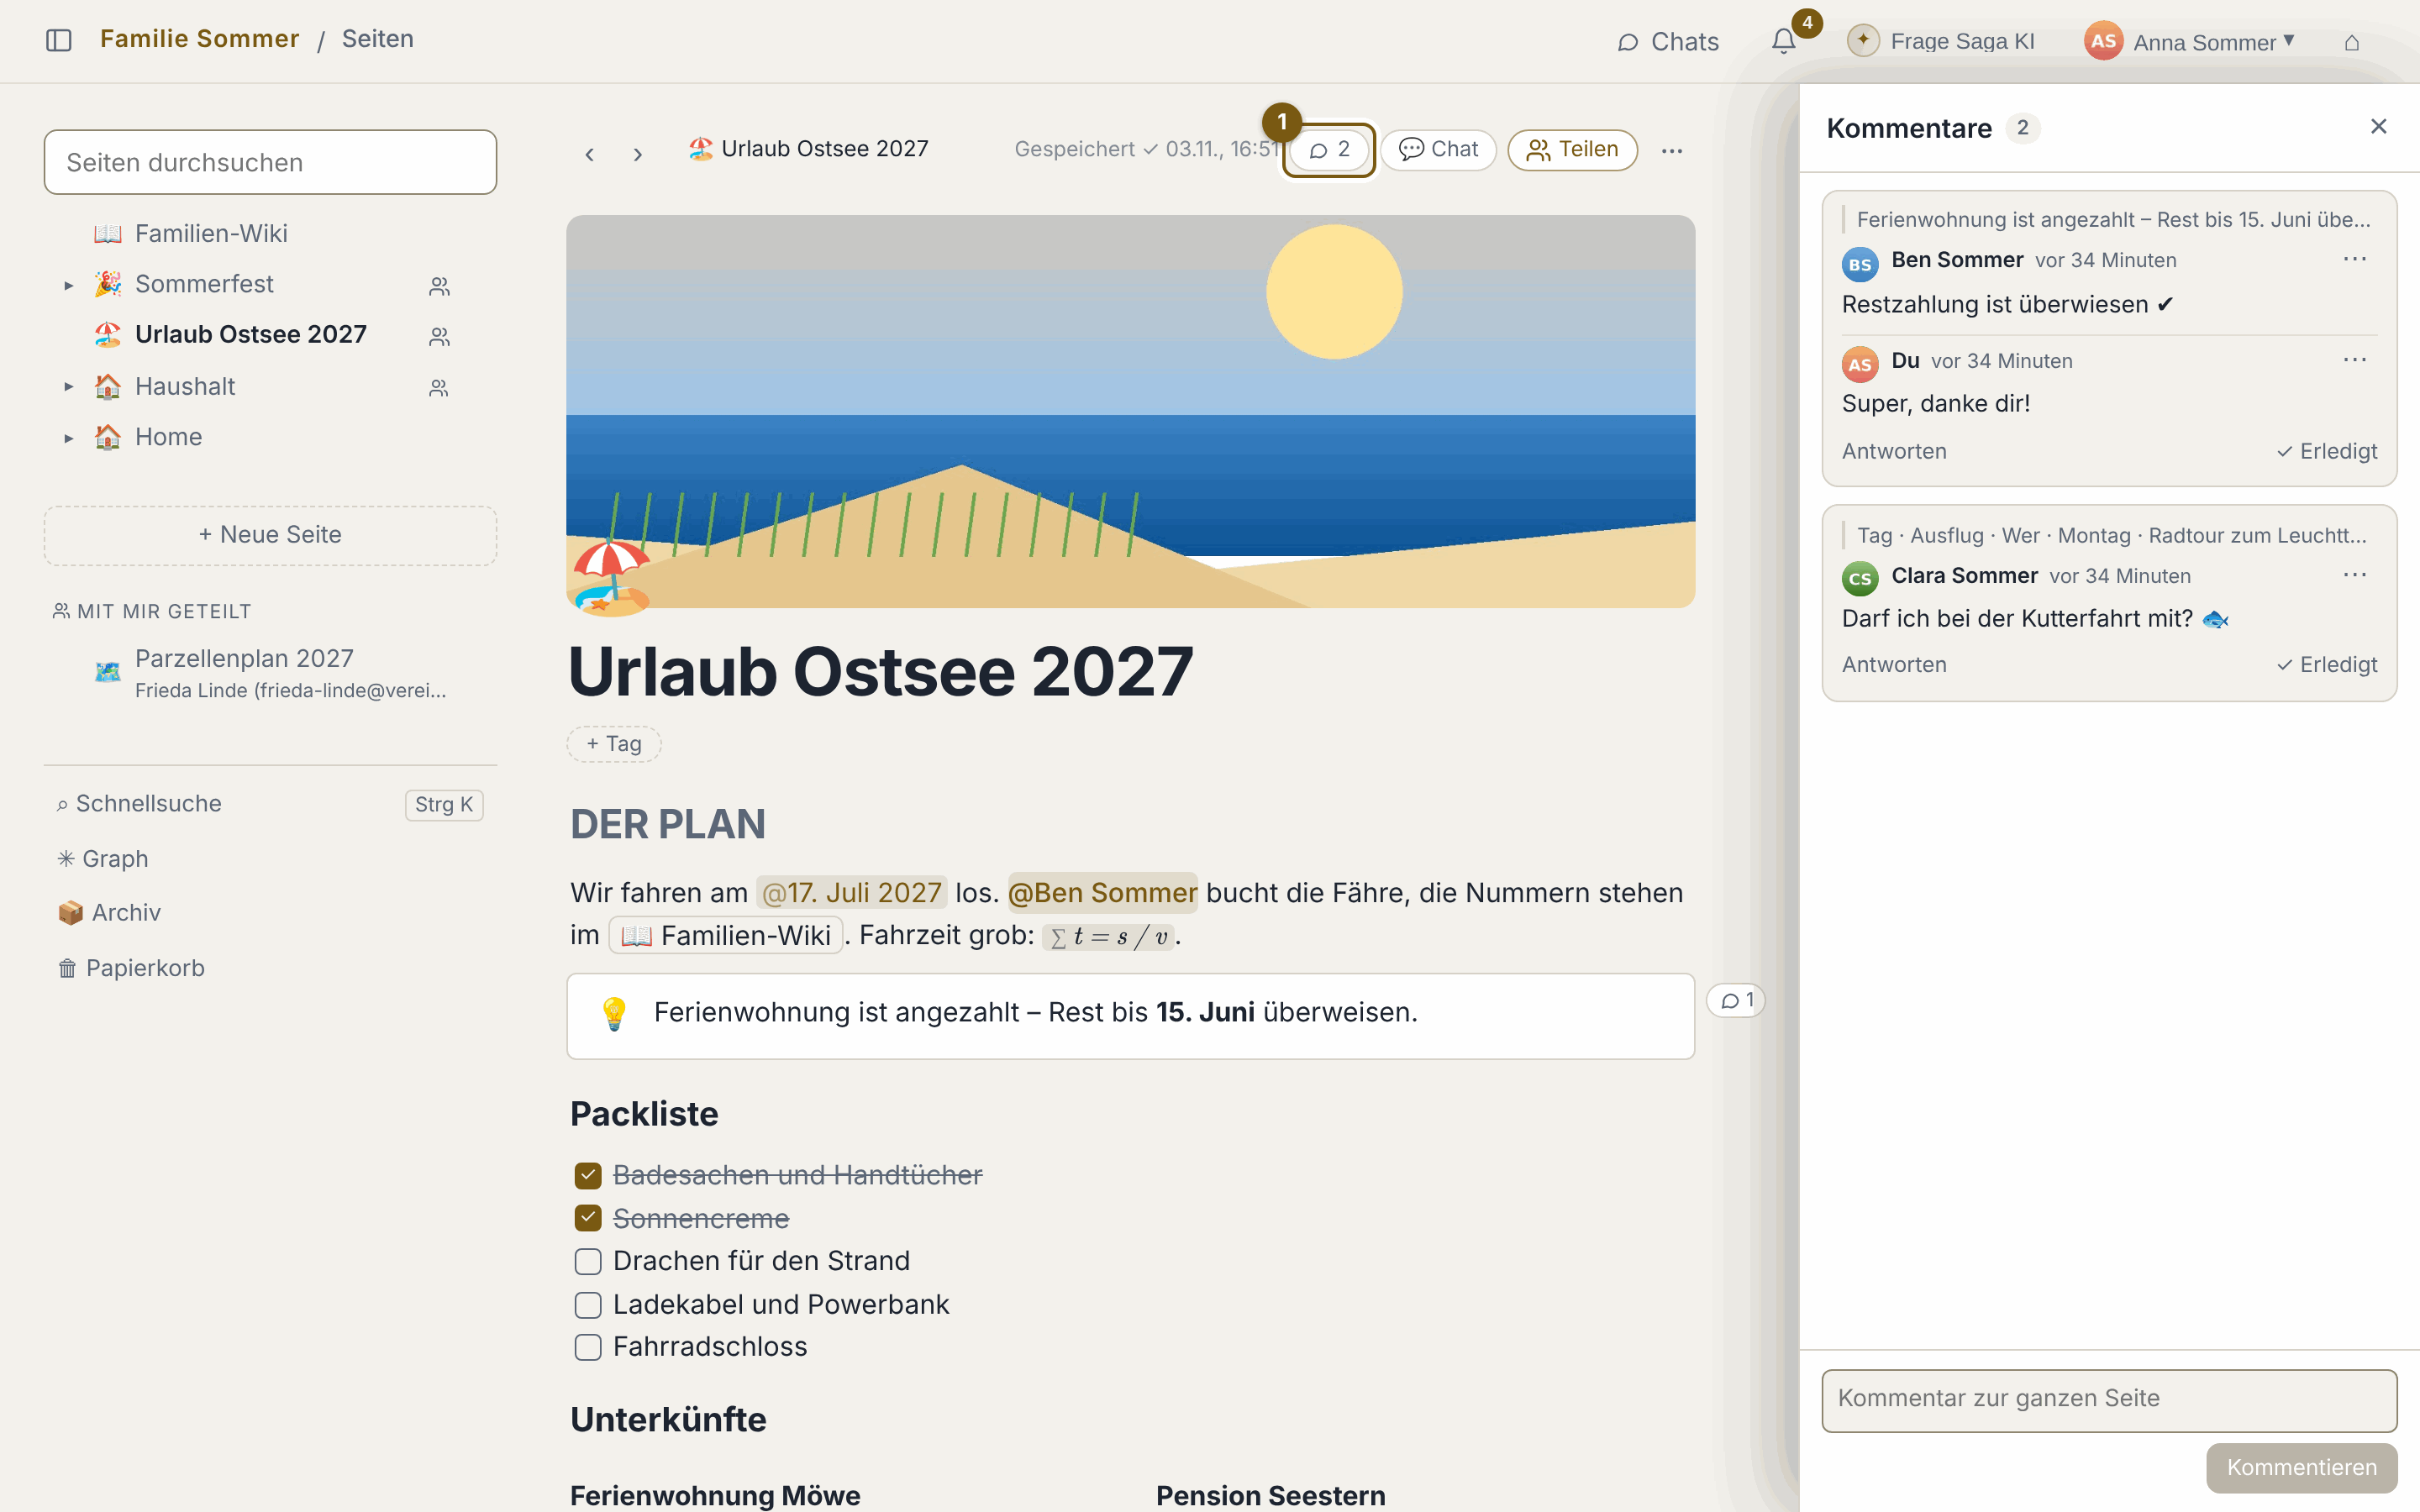 Familie Sommer / Seiten
Chats
4
Frage Saga KI
AS Anna Sommer
Seiten durchsuchen
Familien-Wiki
Sommerfest
Urlaub Ostsee 2027
Haushalt
Home
+ Neue Seite
MIT MIR GETEILT
Parzellenplan 2027
Frieda Linde (frieda-linde@verei...
Schnellsuche Strg K
Graph
Archiv
Papierkorb
Urlaub Ostsee 2027
Gespeichert ✓ 03.11., 16:51
1
2
Chat
Teilen
Urlaub Ostsee 2027
+ Tag
DER PLAN
Wir fahren am @17. Juli 2027 los. @Ben Sommer bucht die Fähre, die Nummern stehen
im 📖 Familien-Wiki. Fahrzeit grob: ∑ t = s / v.
Ferienwohnung ist angezahlt – Rest bis 15. Juni überweisen.
1
Packliste
Badesachen und Handtücher
Sonnencreme
Drachen für den Strand
Ladekabel und Powerbank
Fahrradschloss
Unterkünfte
Ferienwohnung Möwe
Pension Seestern
Kommentare 2
Ferienwohnung ist angezahlt – Rest bis 15. Juni übe...
BS Ben Sommer vor 34 Minuten
Restzahlung ist überwiesen ✔
AS Du vor 34 Minuten
Super, danke dir!
Antworten ✓ Erledigt
Tag · Ausflug · Wer · Montag · Radtour zum Leuchtt...
CS Clara Sommer vor 34 Minuten
Darf ich bei der Kutterfahrt mit? 🐟
Antworten ✓ Erledigt
Kommentar zur ganzen Seite
Kommentieren